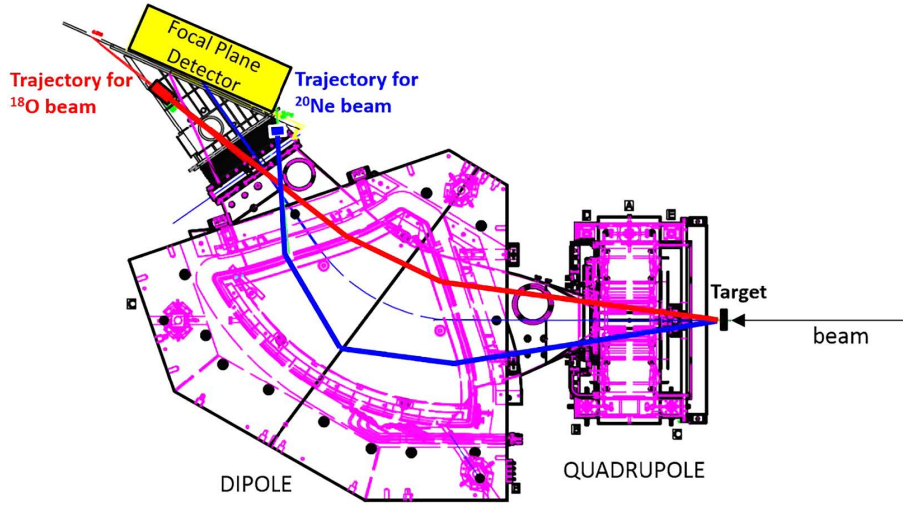 Focal Plane
Detector
Trajectory for
18O beam
Trajectory for
20Ne beam
D
A
E
Target
beam
C
B
C
DIPOLE
QUADRUPOLE